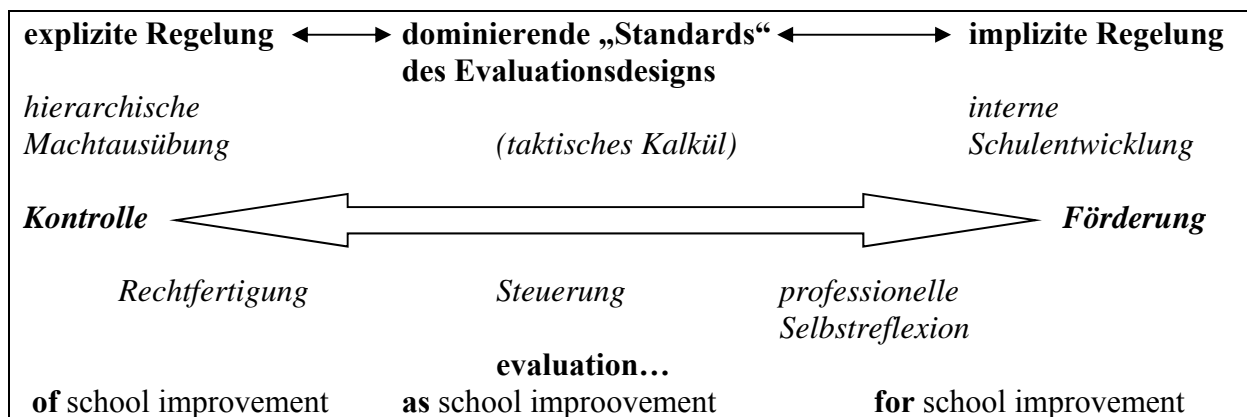 explizite Regelung dominierende „Standards“ implizite Regelung
des Evaluationsdesigns
hierarchische interne
Machtausübung (taktisches Kalkül) Schulentwicklung
Kontrolle Förderung
Rechtfertigung Steuerung professionelle
Selbstreflexion
evaluation…
of school improvement as school improovement for school improvement